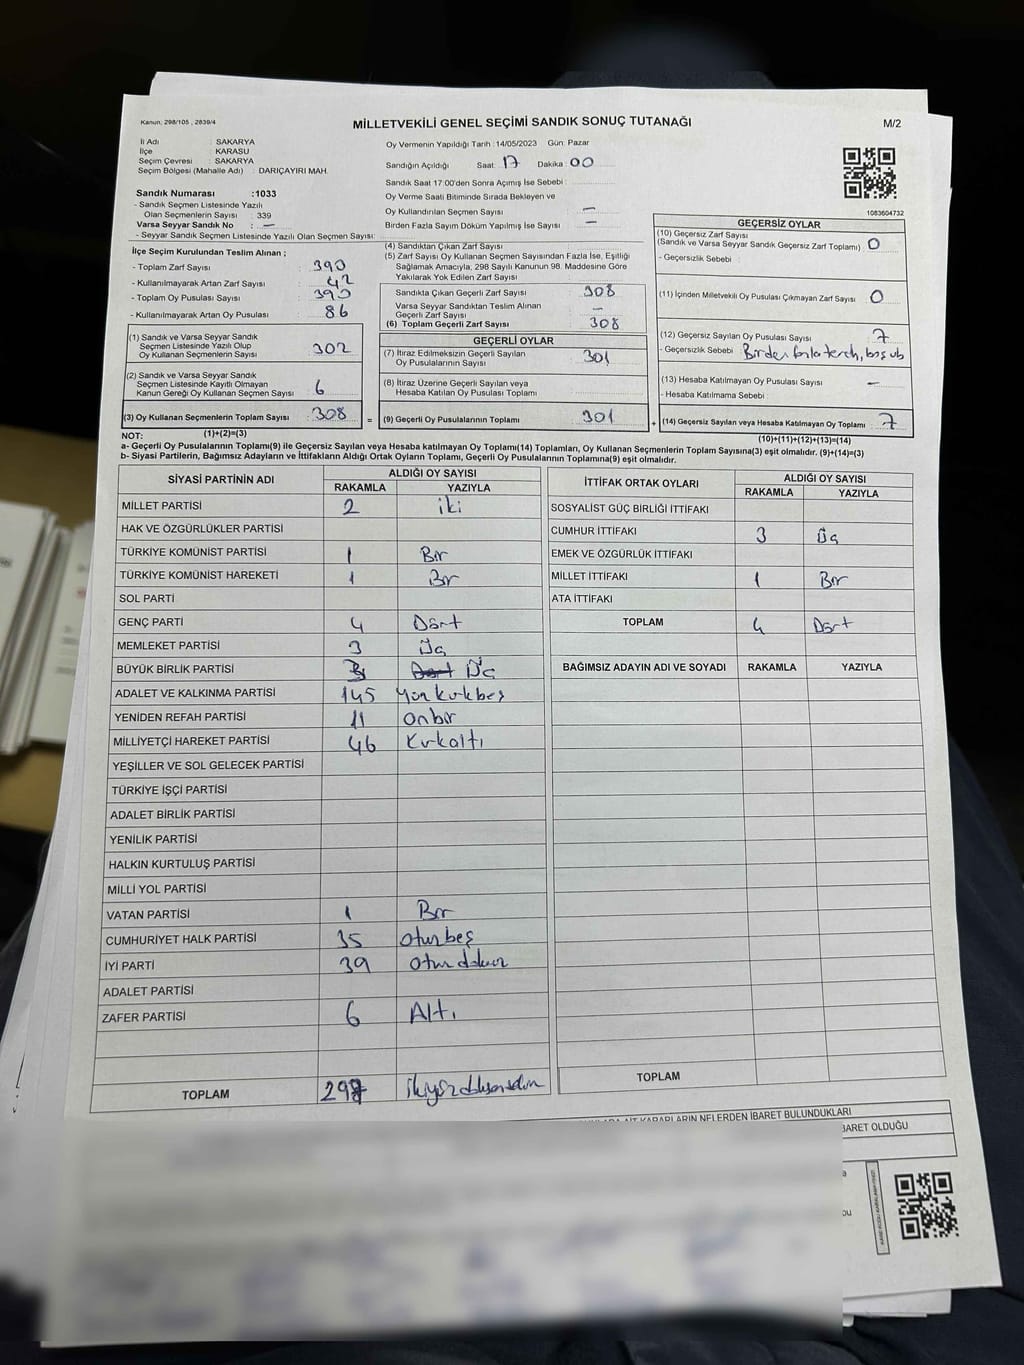 Kanun, 298/105 , 2839/4
MİLLETVEKİLİ GENEL SEÇİMİ SANDIK SONUÇ TUTANAĞI
M/2
İl Adı : SAKARYA
İlçe : KARASU
Seçim Çevresi : SAKARYA
Seçim Bölgesi (Mahalle Adı) : DARIÇAYIRI MAH.
Sandık Numarası :1033
- Sandık Seçmen Listesinde Yazılı
Olan Seçmenlerin Sayısı : 339
Varsa Seyyar Sandık No : —
- Seyyar Sandık Seçmen Listesinde Yazılı Olan Seçmen Sayısı:
Oy Vermenin Yapıldığı Tarih :14/05/2023 Gün: Pazar
Sandığın Açıldığı Saat: 17 Dakika: 00
Sandık Saat 17:00'den Sonra Açımış İse Sebebi :
Oy Verme Saati Bitiminde Sırada Bekleyen ve
Oy Kullandırılan Seçmen Sayısı —
Birden Fazla Sayım Döküm Yapılmış İse Sayısı —
1083604732
İlçe Seçim Kurulundan Teslim Alınan ;
- Toplam Zarf Sayısı : 390
- Kullanılmayarak Artan Zarf Sayısı : 42
- Toplam Oy Pusulası Sayısı : 390
- Kullanılmayarak Artan Oy Pusulası : 86
(1) Sandık ve Varsa Seyyar Sandık
Seçmen Listesinde Yazılı Olup
Oy Kullanan Seçmenlerin Sayısı 302
(2) Sandık ve Varsa Seyyar Sandık
Seçmen Listesinde Kayıtlı Olmayan
Kanun Gereği Oy Kullanan Seçmen Sayısı 6
(3) Oy Kullanan Seçmenlerin Toplam Sayısı : 308 =
(1)+(2)=(3)
(4) Sandıktan Çıkan Zarf Sayısı
(5) Zarf Sayısı Oy Kullanan Seçmen Sayısından Fazla İse, Eşitliği
Sağlamak Amacıyla, 298 Sayılı Kanunun 98. Maddesine Göre
Yakılarak Yok Edilen Zarf Sayısı :
Sandıkta Çıkan Geçerli Zarf Sayısı 308
Varsa Seyyar Sandıktan Teslim Alınan
Geçerli Zarf Sayısı —
(6) Toplam Geçerli Zarf Sayısı 308
GEÇERLİ OYLAR
(7) İtiraz Edilmeksizin Geçerli Sayılan
Oy Pusulalarının Sayısı 301
(8) İtiraz Üzerine Geçerli Sayılan veya
Hesaba Katılan Oy Pusulası Toplamı
(9) Geçerli Oy Pusulalarının Toplamı 301 +
GEÇERSİZ OYLAR
(10) Geçersiz Zarf Sayısı
(Sandık ve Varsa Seyyar Sandık Geçersiz Zarf Toplamı) : 0
- Geçersizlik Sebebi :
(11) İçinden Milletvekili Oy Pusulası Çıkmayan Zarf Sayısı 0
(12) Geçersiz Sayılan Oy Pusulası Sayısı : 7
- Geçersizlik Sebebi : Birden fazla
(13) Hesaba Katılmayan Oy Pusulası Sayısı —
- Hesaba Katılmama Sebebi
(14) Geçersiz Sayılan veya Hesaba Katılmayan Oy Toplamı : 7
(10)+(11)+(12)+(13)=(14)
NOT:
a- Geçerli Oy Pusulalarının Toplamı(9) ile Geçersiz Sayılan veya Hesaba katılmayan Oy Toplamı(14) Toplamları, Oy Kullanan Seçmenlerin Toplam Sayısına(3) eşit olmalıdır. (9)+(14)=(3)
b- Siyasi Partilerin, Bağımsız Adayların ve İttifakların Aldığı Ortak Oyların Toplamı, Geçerli Oy Pusulalarının Toplamına(9) eşit olmalıdır.
SİYASİ PARTİNİN ADI ALDIĞI OY SAYISI
RAKAMLA YAZIYLA
MİLLET PARTİSİ 2 iki
HAK VE ÖZGÜRLÜKLER PARTİSİ
TÜRKİYE KOMÜNİST PARTİSİ 1 Bir
TÜRKİYE KOMÜNİST HAREKETİ 1 Bir
SOL PARTİ
GENÇ PARTİ 4 Dört
MEMLEKET PARTİSİ 3 Üç
BÜYÜK BİRLİK PARTİSİ 3 Dört Üç
ADALET VE KALKINMA PARTİSİ 145 Yüzkırkbeş
YENİDEN REFAH PARTİSİ 11 onbir
MİLLİYETÇİ HAREKET PARTİSİ 46 Kırkaltı
YEŞİLLER VE SOL GELECEK PARTİSİ
TÜRKİYE İŞÇİ PARTİSİ
ADALET BİRLİK PARTİSİ
YENİLİK PARTİSİ
HALKIN KURTULUŞ PARTİSİ
MİLLİ YOL PARTİSİ
VATAN PARTİSİ 1 Bir
CUMHURİYET HALK PARTİSİ 35 otuzbeş
İYİ PARTİ 39 otuzdokuz
ADALET PARTİSİ
ZAFER PARTİSİ 6 Altı
TOPLAM 297
İTTİFAK ORTAK OYLARI ALDIĞI OY SAYISI
RAKAMLA YAZIYLA
SOSYALİST GÜÇ BİRLİĞİ İTTİFAKI
CUMHUR İTTİFAKI 3 Üç
EMEK VE ÖZGÜRLÜK İTTİFAKI
MİLLET İTTİFAKI 1 Bir
ATA İTTİFAKI
TOPLAM 4 Dört
BAĞIMSIZ ADAYIN ADI VE SOYADI RAKAMLA YAZIYLA
TOPLAM
KARARLARIN NELERDEN İBARET BULUNDUKLARI
BARET OLDUĞU